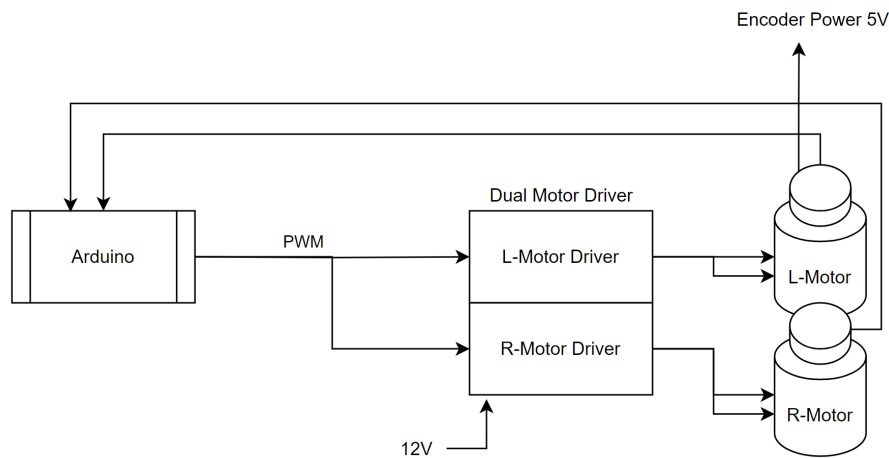 Encoder Power 5V
Dual Motor Driver
Arduino
PWM
L-Motor Driver
L-Motor
R-Motor Driver
R-Motor
12V